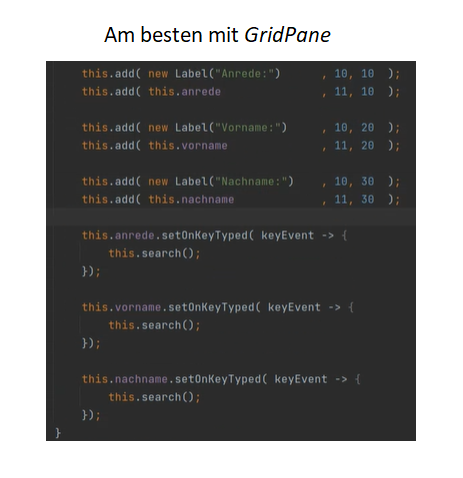 Am besten mit GridPane
this.add( new Label("Anrede:") , 10, 10 );
this.add( this.anrede , 11, 10 );
this.add( new Label("Vorname:") , 10, 20 );
this.add( this.vorname , 11, 20 );
this.add( new Label("Nachname:") , 10, 30 );
this.add( this.nachname , 11, 30 );
this.anrede.setOnKeyTyped( keyEvent -> {
this.search();
});
this.vorname.setOnKeyTyped( keyEvent -> {
this.search();
});
this.nachname.setOnKeyTyped( keyEvent -> {
this.search();
});
}